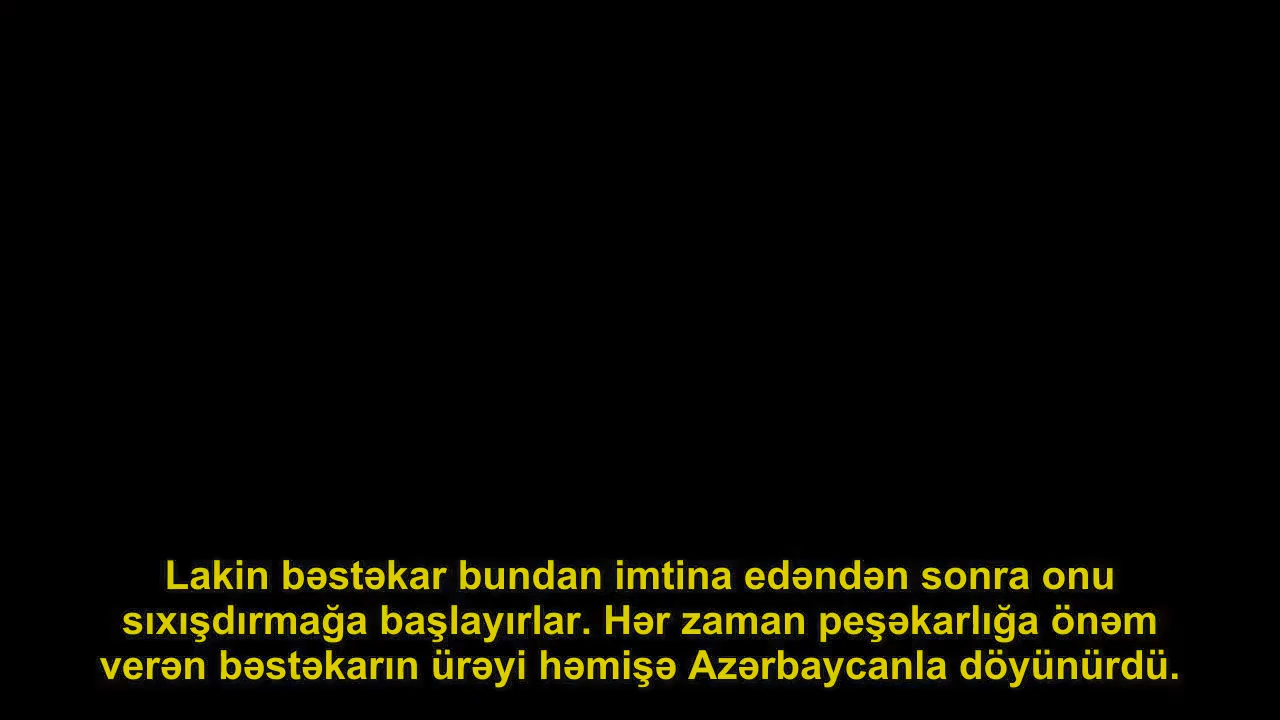 Lakin bəstəkar bundan imtina edəndən sonra onu
sıxışdırmağa başlayırlar. Hər zaman peşəkarlığa önəm
verən bəstəkarın ürəyi həmişə Azərbaycanla döyünürdü.